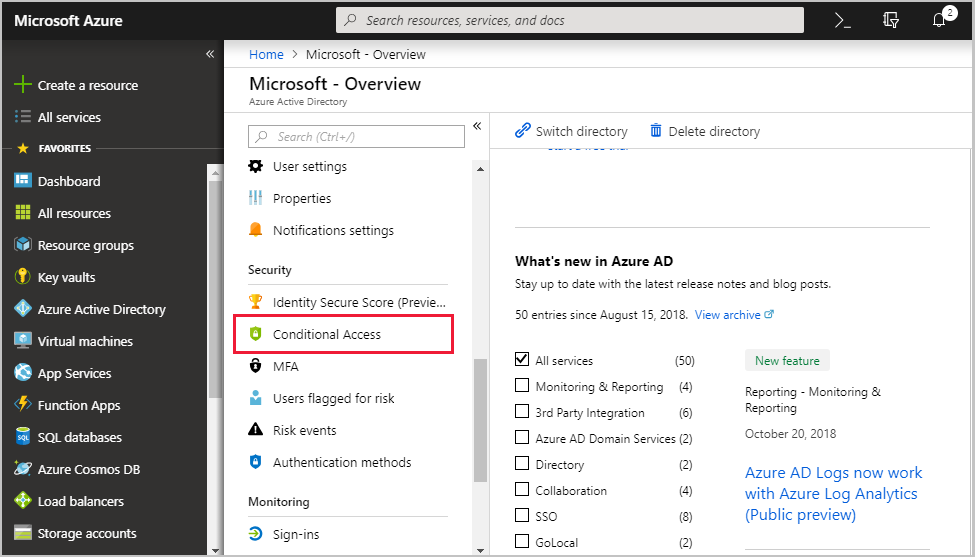 Microsoft Azure
Search resources, services, and docs
2
Create a resource
All services
FAVORITES
Dashboard
All resources
Resource groups
Key vaults
Azure Active Directory
Virtual machines
App Services
Function Apps
SQL databases
Azure Cosmos DB
Load balancers
Storage accounts
Home > Microsoft - Overview
Microsoft - Overview
Azure Active Directory
Search (Ctrl+/)
User settings
Properties
Notifications settings
Security
Identity Secure Score (Previe...
Conditional Access
MFA
Users flagged for risk
Risk events
Authentication methods
Monitoring
Sign-ins
Switch directory
Delete directory
What's new in Azure AD
Stay up to date with the latest release notes and blog posts.
50 entries since August 15, 2018. View archive
All services (50)
Monitoring & Reporting (4)
3rd Party Integration (6)
Azure AD Domain Services (2)
Directory (2)
Collaboration (4)
SSO (8)
GoLocal (2)
New feature
Reporting - Monitoring &
Reporting
October 20, 2018
Azure AD Logs now work
with Azure Log Analytics
(Public preview)